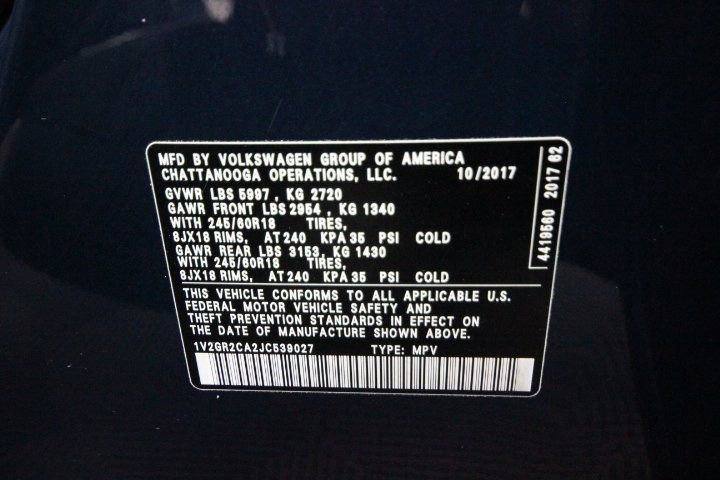 MFD BY VOLKSWAGEN GROUP OF AMERICA
CHATTANOOGA OPERATIONS, LLC. 10/2017
GVWR LBS 5997 , KG 2720
GAWR FRONT LBS 2954 , KG 1340
WITH 245/60R18 TIRES,
8JX18 RIMS, AT 240 KPA 35 PSI COLD
GAWR REAR LBS 3153, KG 1430
WITH 245/60R18 TIRES,
8JX18 RIMS, AT 240 KPA 35 PSI COLD
THIS VEHICLE CONFORMS TO ALL APPLICABLE U.S.
FEDERAL MOTOR VEHICLE SAFETY AND
THEFT PREVENTION STANDARDS IN EFFECT ON
THE DATE OF MANUFACTURE SHOWN ABOVE.
1V2GR2CA2JC539027 TYPE: MPV
4419560 2017 62